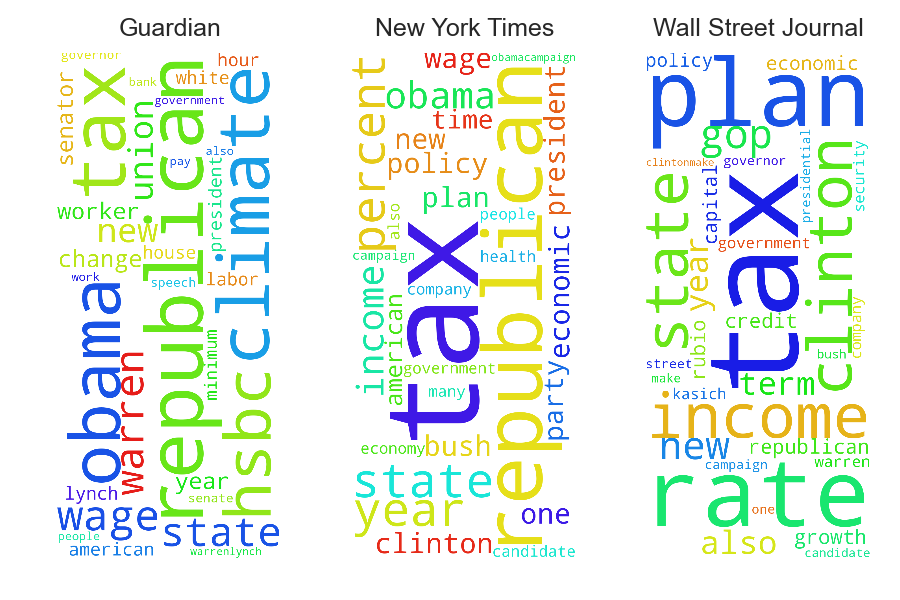 Guardian
governor
hour
white
bank
senator
tax
government
union
republican
climate
also
pay
president
worker
new
change
house
labor
work
speech
obama
warren
minimum
hsbc
lynch
year
senate
wage
state
people
american
warrenlynch
New York Times
wage
obamacampaign
obama
time
percent
new
policy
president
plan
also
people
campaign
health
tax
republican
economic
company
income
american
government
many
party
economy
bush
state
year
one
clinton
candidate
Wall Street Journal
policy
economic
plan
gop
clintonmake
governor
presidential
security
state
capital
tax
clinton
government
year
credit
company
rubio
street
bush
make
term
kasich
income
new
republican
campaign
warren
rate
one
also
growth
candidate